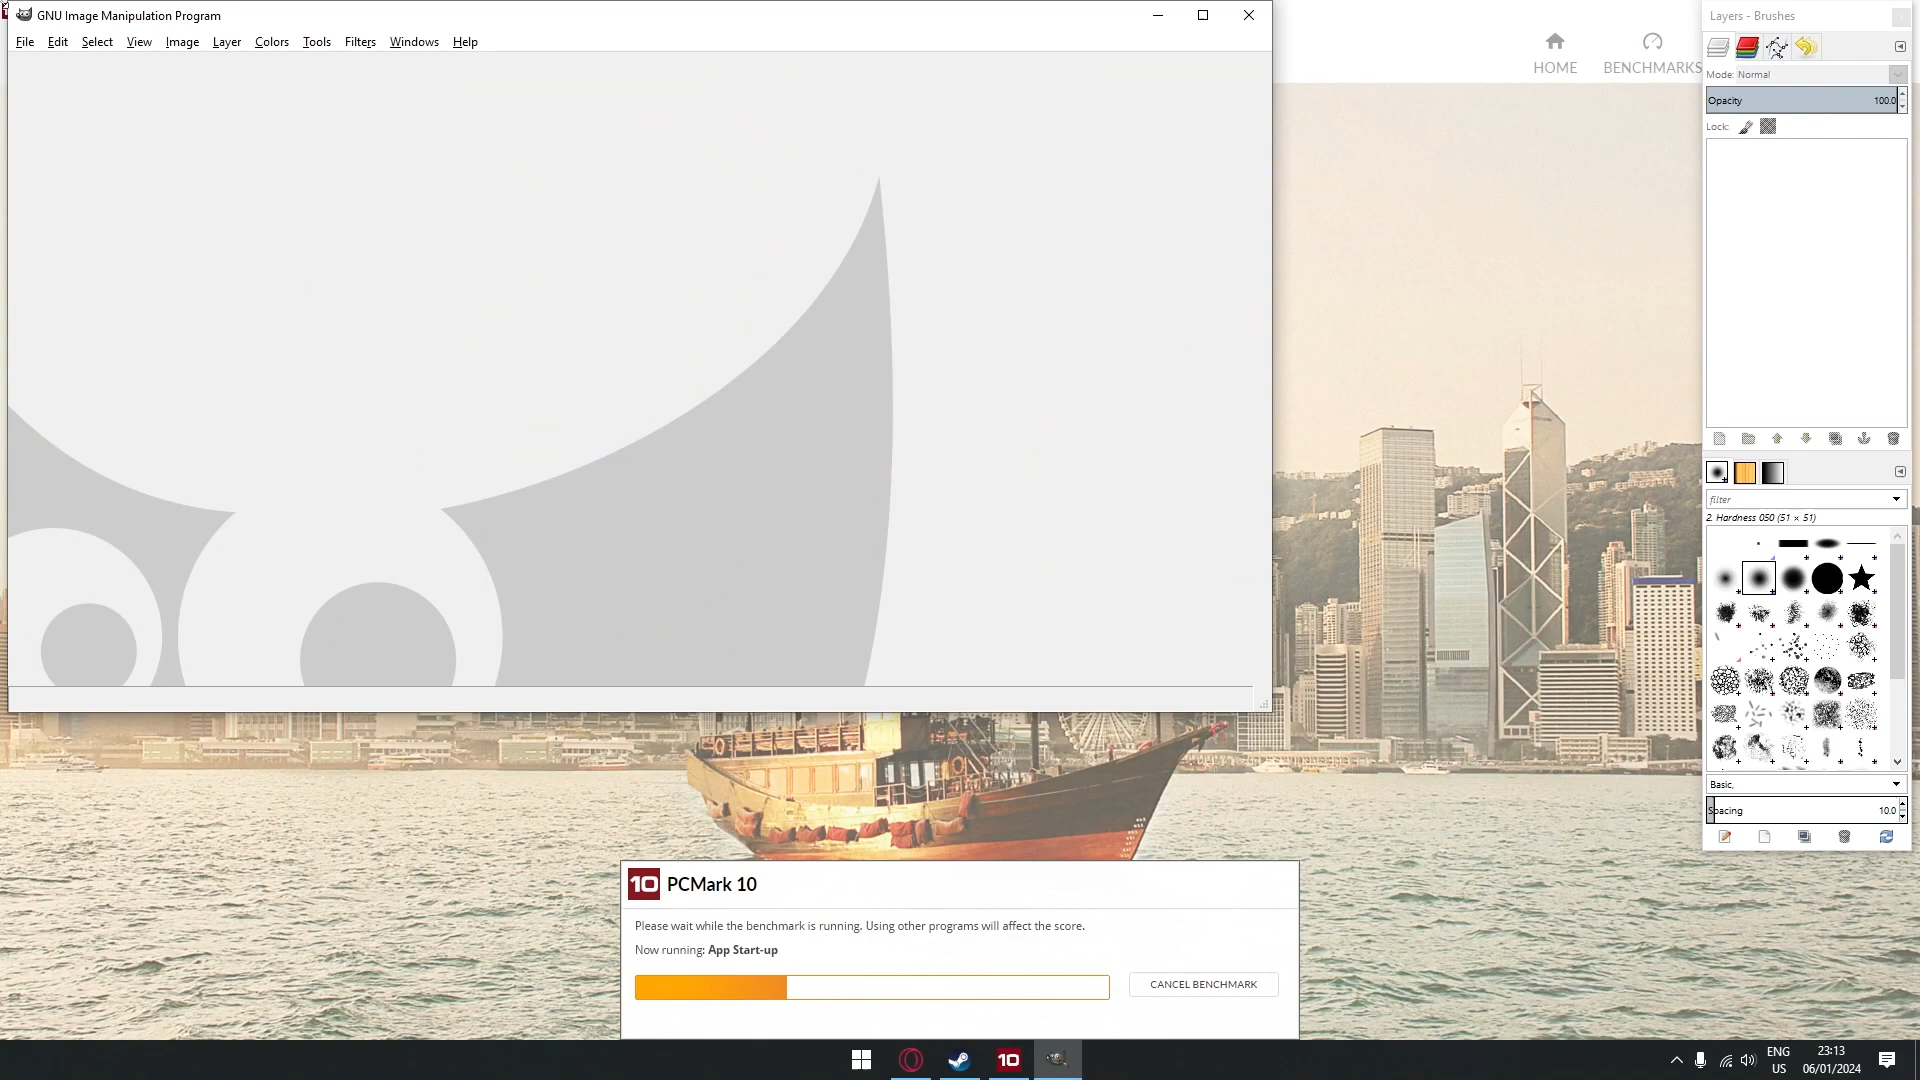 GNU Image Manipulation Program
File Edit Select View Image Layer Colors Tools Filters Windows Help
HOME BENCHMARKS
Layers - Brushes
Mode: Normal
Opacity 100.0
Lock:
filter
2. Hardness 050 (51 × 51)
Basic,
Spacing 10.0
10 PCMark 10
Please wait while the benchmark is running. Using other programs will affect the score.
Now running: App Start-up
CANCEL BENCHMARK
10
ENG
US
23:13
06/01/2024